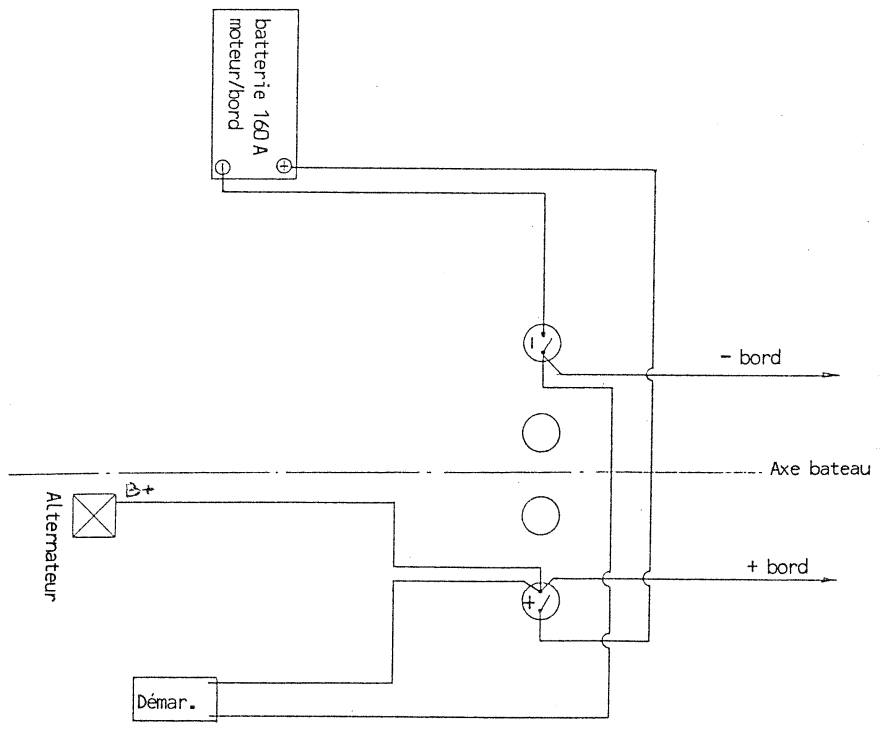 batterie 160 A
moteur/bord
+
-
-
- bord
Axe bateau
B+
Alternateur
+ bord
+
Démar.